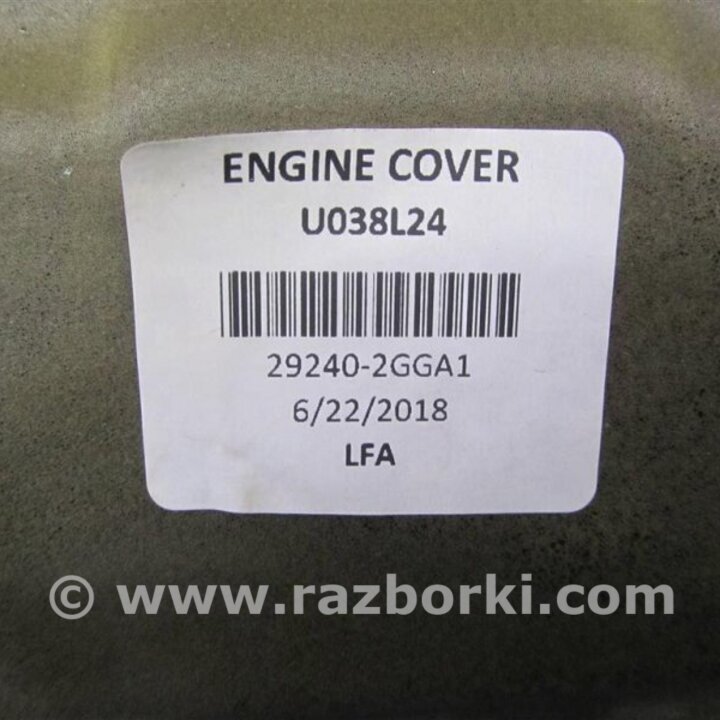 ENGINE COVER
U038L24
29240-2GGA1
6/22/2018
LFA
© www.razborki.com